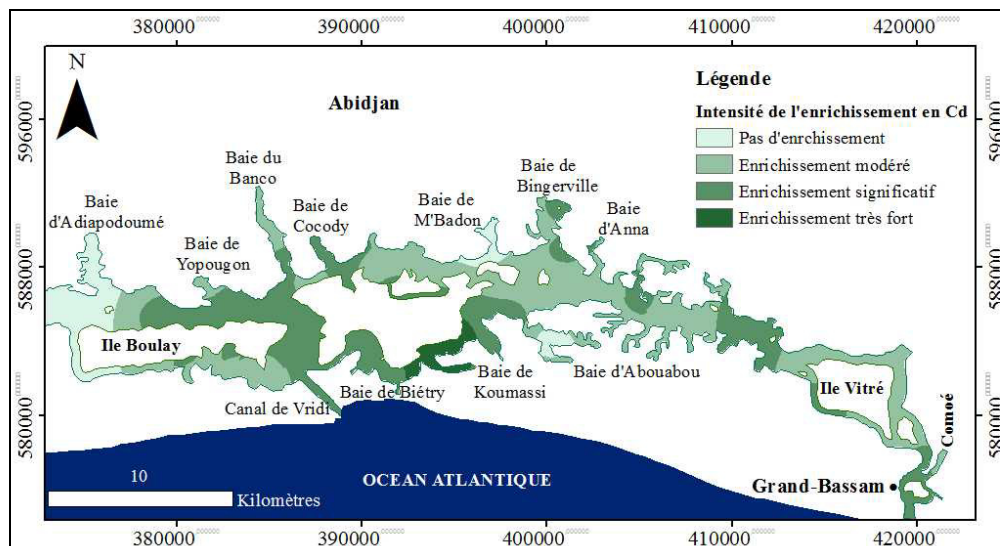 380000 390000 400000 410000 420000
N
Abidjan
Légende
Intensité de l'enrichissement en Cd
Pas d'enrchissement
Enrichissement modéré
Enrichissement significatif
Enrichissement très fort
596000
596000
Baie du
Banco
Baie
d'Adiapodoumé
Baie de
Cocody
Baie de
Yopougon
Baie de
M'Badon
Baie de
Bingerville
Baie
d'Anna
588000
588000
Ile Boulay
Ile Vitré
Baie de Biétry
Baie de
Koumassi
Baie d'Abouabou
Canal de Vridi
Comoé
580000
580000
OCEAN ATLANTIQUE
Grand-Bassam
10
Kilomètres
380000 390000 400000 410000 420000